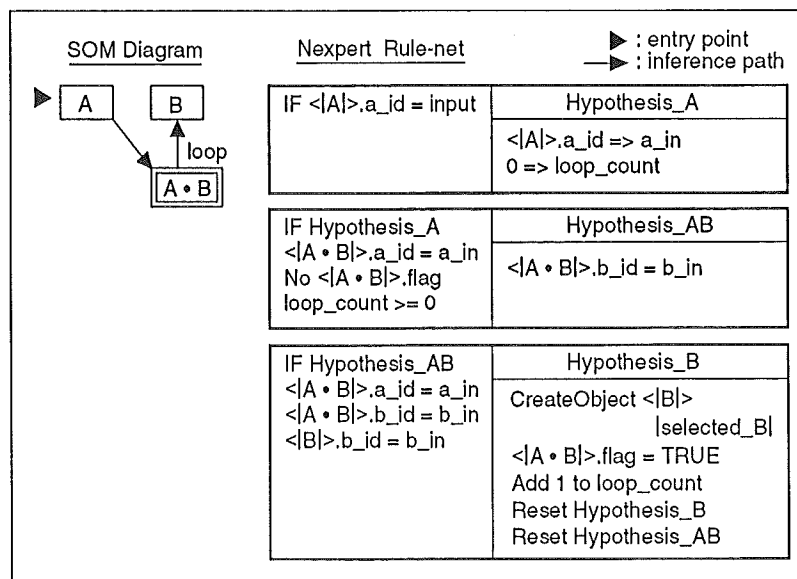 SOM Diagram
Nexpert Rule-net
▶ : entry point
—▶ : inference path
A
B
loop
A • B
IF <|A|>.a_id = input
Hypothesis_A
<|A|>.a_id => a_in
0 => loop_count
IF Hypothesis_A
<|A • B|>.a_id = a_in
No <|A • B|>.flag
loop_count >= 0
Hypothesis_AB
<|A • B|>.b_id = b_in
IF Hypothesis_AB
<|A • B|>.a_id = a_in
<|A • B|>.b_id = b_in
<|B|>.b_id = b_in
Hypothesis_B
CreateObject <|B|>
|selected_B|
<|A • B|>.flag = TRUE
Add 1 to loop_count
Reset Hypothesis_B
Reset Hypothesis_AB